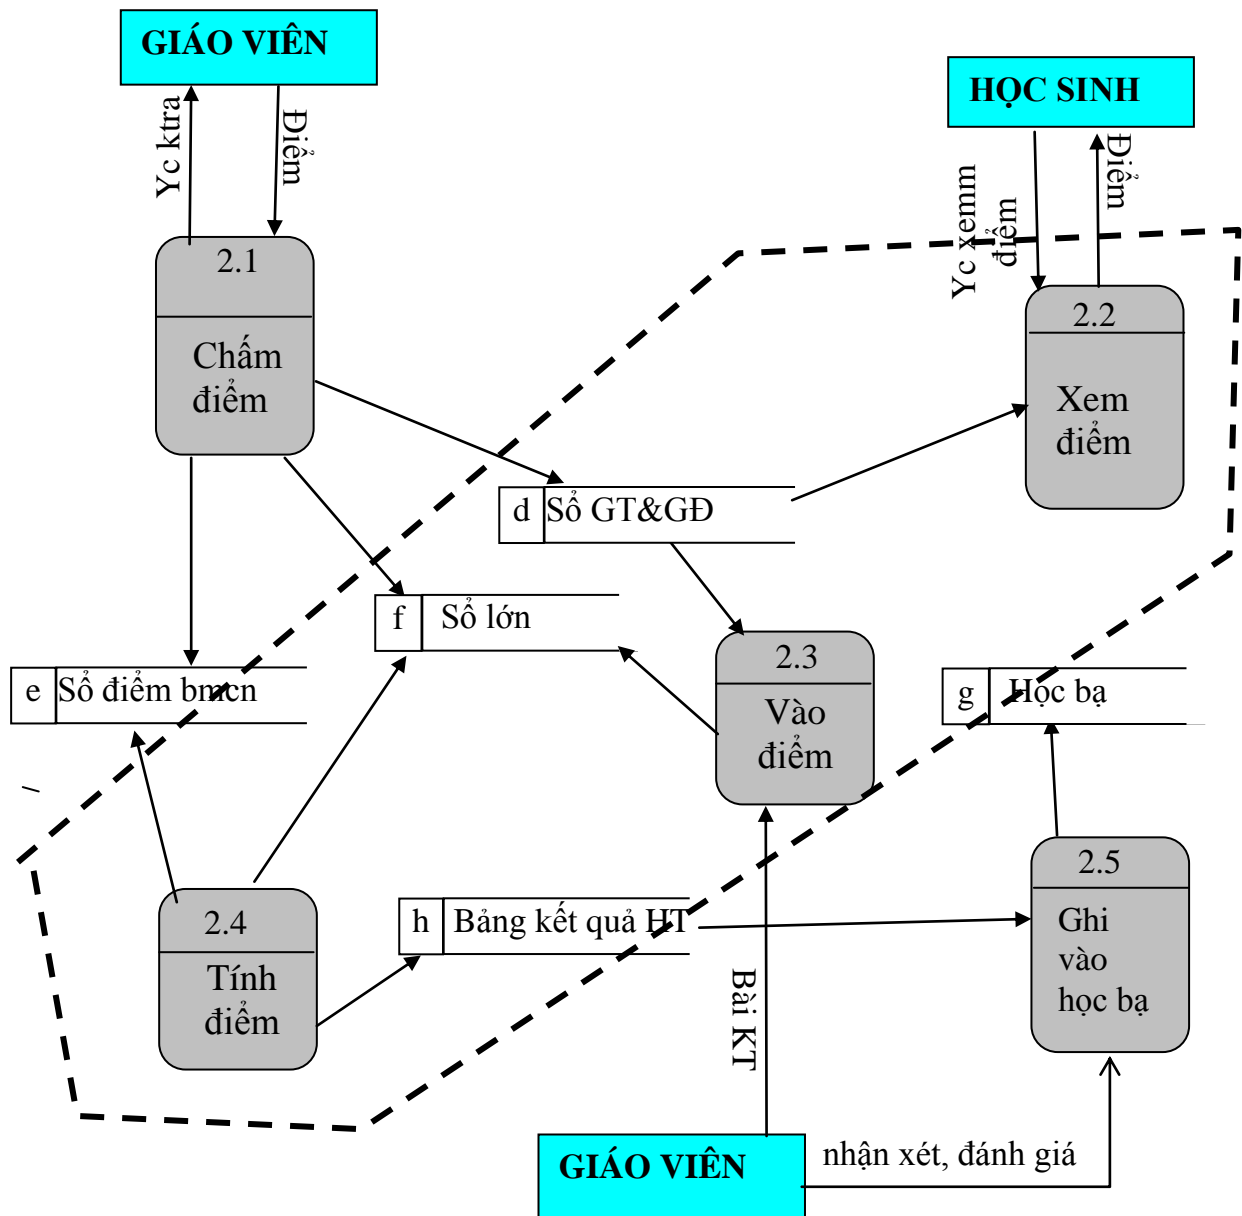 GIÁO VIÊN
HỌC SINH
Yc ktra
Điểm
Yc xemm
điểm
Điểm
2.1
Chấm
điểm
2.2
Xem
điểm
d Sổ GT&GĐ
f Sổ lớn
e Sổ điểm bmcn
2.3
Vào
điểm
g Học bạ
2.4
Tính
điểm
h Bảng kết quả HT
2.5
Ghi
vào
học bạ
Bài KT
GIÁO VIÊN
nhận xét, đánh giá